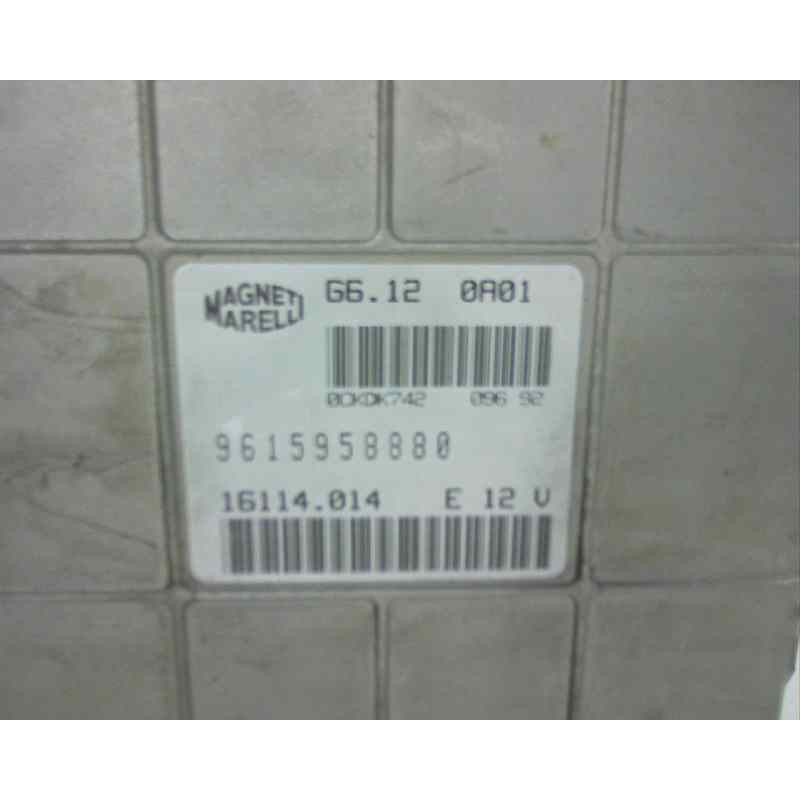 MAGNETI
MARELLI
G6.12 0A01
0CKDK742 096 92
9615958880
16114.014 E 12 V